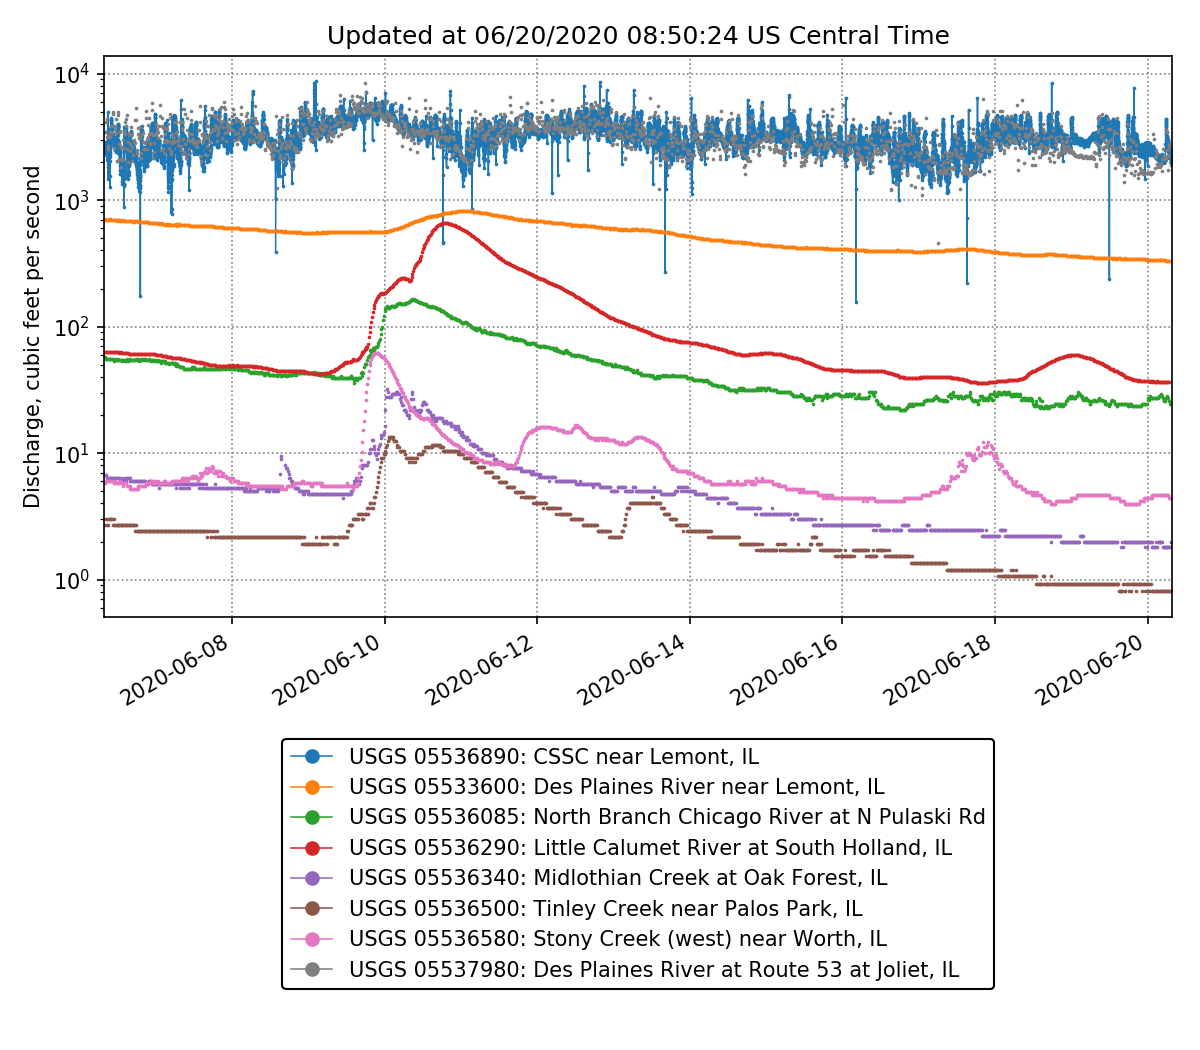 Updated at 06/20/2020 08:50:24 US Central Time
Discharge, cubic feet per second
10⁴
10³
10²
10¹
10⁰
2020-06-08
2020-06-10
2020-06-12
2020-06-14
2020-06-16
2020-06-18
2020-06-20
USGS 05536890: CSSC near Lemont, IL
USGS 05533600: Des Plaines River near Lemont, IL
USGS 05536085: North Branch Chicago River at N Pulaski Rd
USGS 05536290: Little Calumet River at South Holland, IL
USGS 05536340: Midlothian Creek at Oak Forest, IL
USGS 05536500: Tinley Creek near Palos Park, IL
USGS 05536580: Stony Creek (west) near Worth, IL
USGS 05537980: Des Plaines River at Route 53 at Joliet, IL